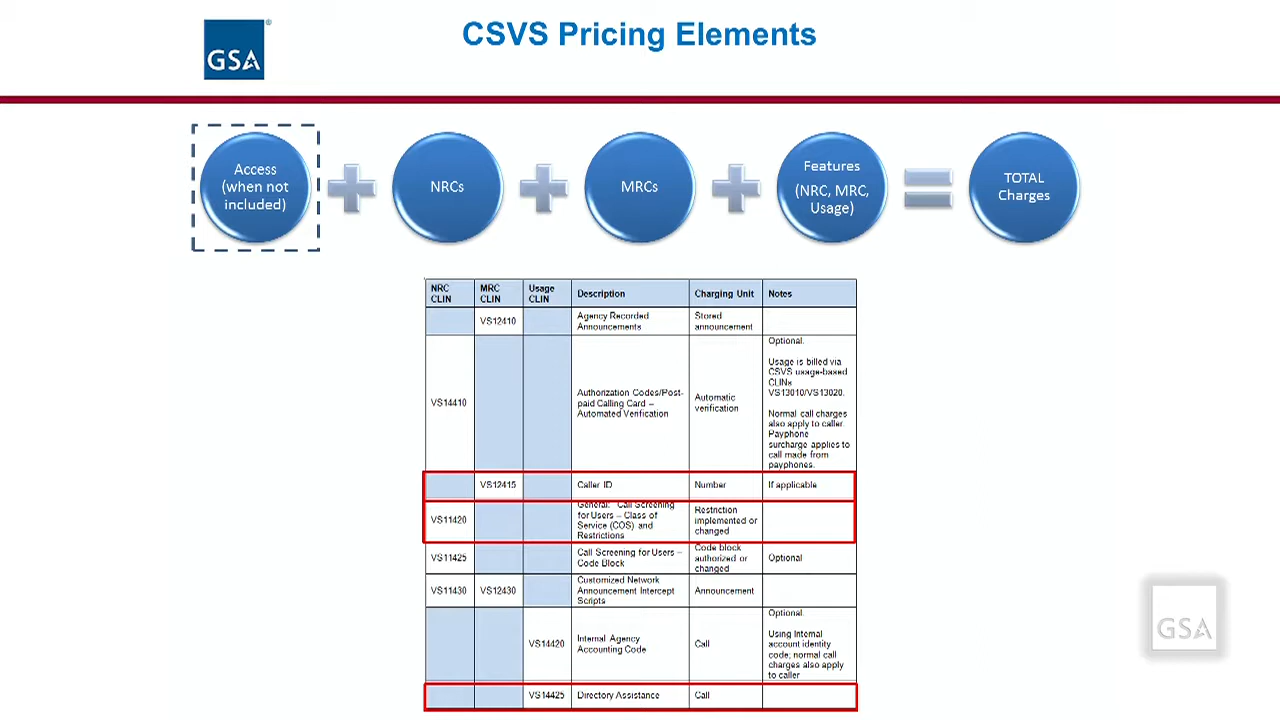 CSVS Pricing Elements
GSA
®
Access
(when not
included)
NRCs
MRCs
Features
(NRC, MRC,
Usage)
TOTAL
Charges
NRC
CLIN
MRC
CLIN
Usage
CLIN
Description
Charging Unit
Notes
VS12410
Agency Recorded
Announcements
Stored
announcement
VS14410
Authorization Codes/Post-
paid Calling Card –
Automated Verification
Automatic
verification
Optional.
Usage is billed via
CSVS usage-based
CLINs
VS13010/VS13020.
Normal call charges
also apply to caller.
Payphone
surcharge applies to
call made from
payphones.
VS12415
Caller ID
Number
If applicable
VS11420
General: Call Screening
for Users – Class of
Service (COS) and
Restrictions
Restriction
implemented or
changed
VS11425
Call Screening for Users –
Code Block
Code block
authorized or
changed
Optional
VS11430
VS12430
Customized Network
Announcement Intercept
Scripts
Announcement
VS14420
Internal Agency
Accounting Code
Call
Optional.
Using Internal
account identity
code; normal call
charges also apply
to caller
VS14425
Directory Assistance
Call
GSA